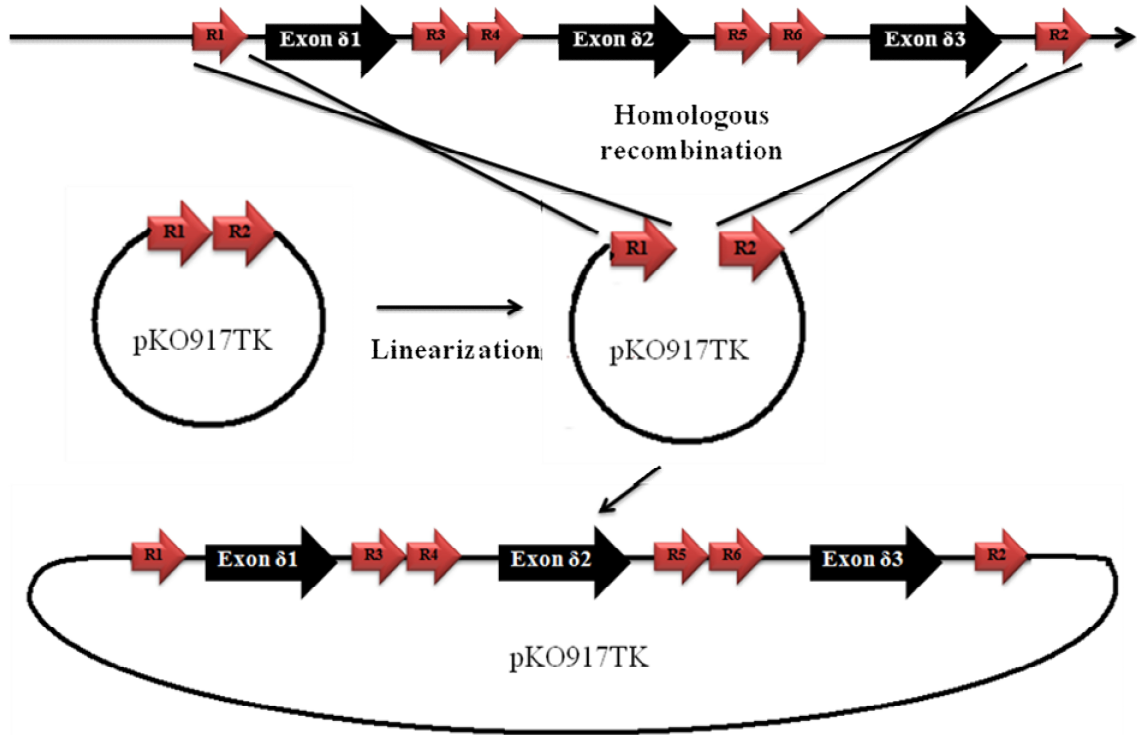 R1 Exon δ1 R3 R4 Exon δ2 R5 R6 Exon δ3 R2
Homologous
recombination
R1 R2
pKO917TK
Linearization
R1 R2
pKO917TK
R1 Exon δ1 R3 R4 Exon δ2 R5 R6 Exon δ3 R2
pKO917TK